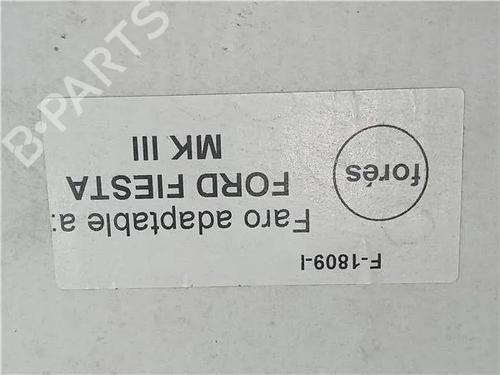 Faro adaptable a:
FORD FIESTA
MK III
forés
F-1809-I
B-PARTS